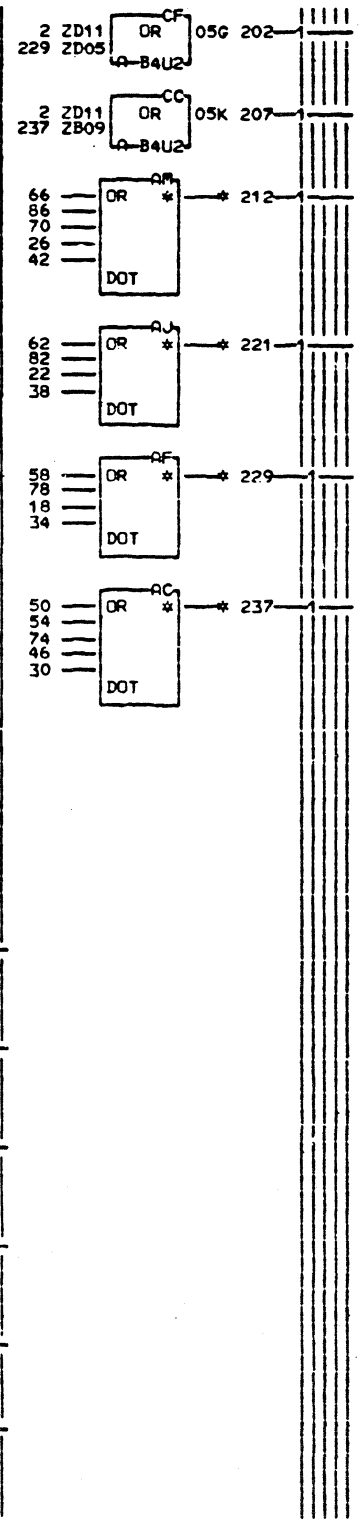 CF
2 ZD11 OR 05G 202
229 ZD05
A B4U2
CC
2 ZD11 OR 05K 207
237 ZB09
A B4U2
AM
66 OR * * 212
86
70
26
42
DOT
AJ
62 OR * * 221
82
22
38
DOT
AF
58 OR * * 229
78
18
34
DOT
AC
50 OR * * 237
54
74
46
30
DOT